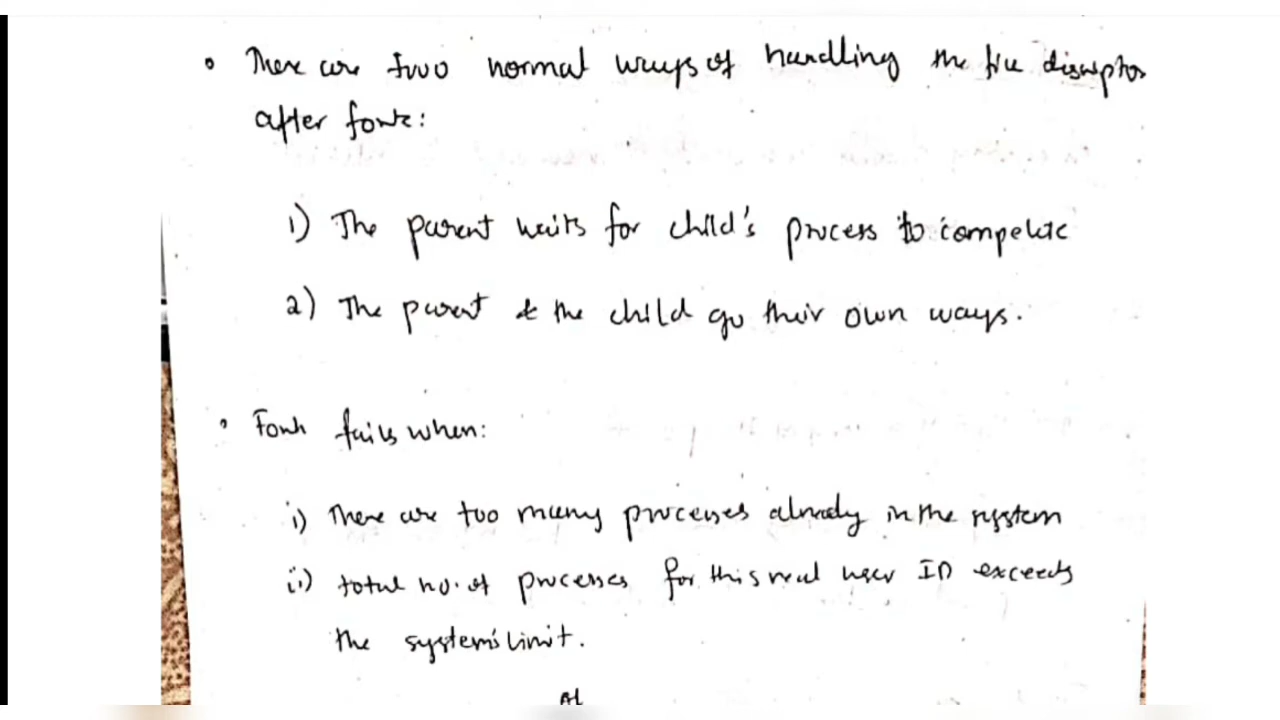 • There are two normal ways of handling the file disruptor
after fork:
1) The parent waits for child's process to compelete
2) The parent & the child go their own ways.
• Fork fails when:
i) There are too many processes already in the system
ii) total no. of processes for this real user ID exceeds
the system's limit.